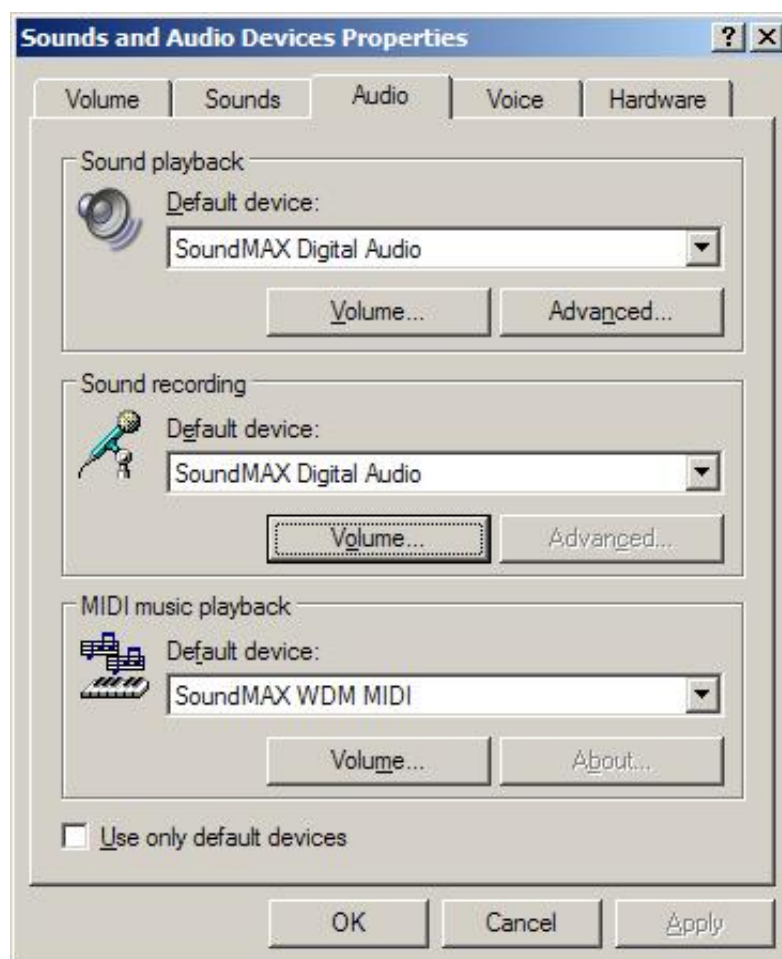 Sounds and Audio Devices Properties
Volume Sounds Audio Voice Hardware
Sound playback
Default device:
SoundMAX Digital Audio
Volume... Advanced...
Sound recording
Default device:
SoundMAX Digital Audio
Volume... Advanced...
MIDI music playback
Default device:
SoundMAX WDM MIDI
Volume... About...
Use only default devices
OK Cancel Apply